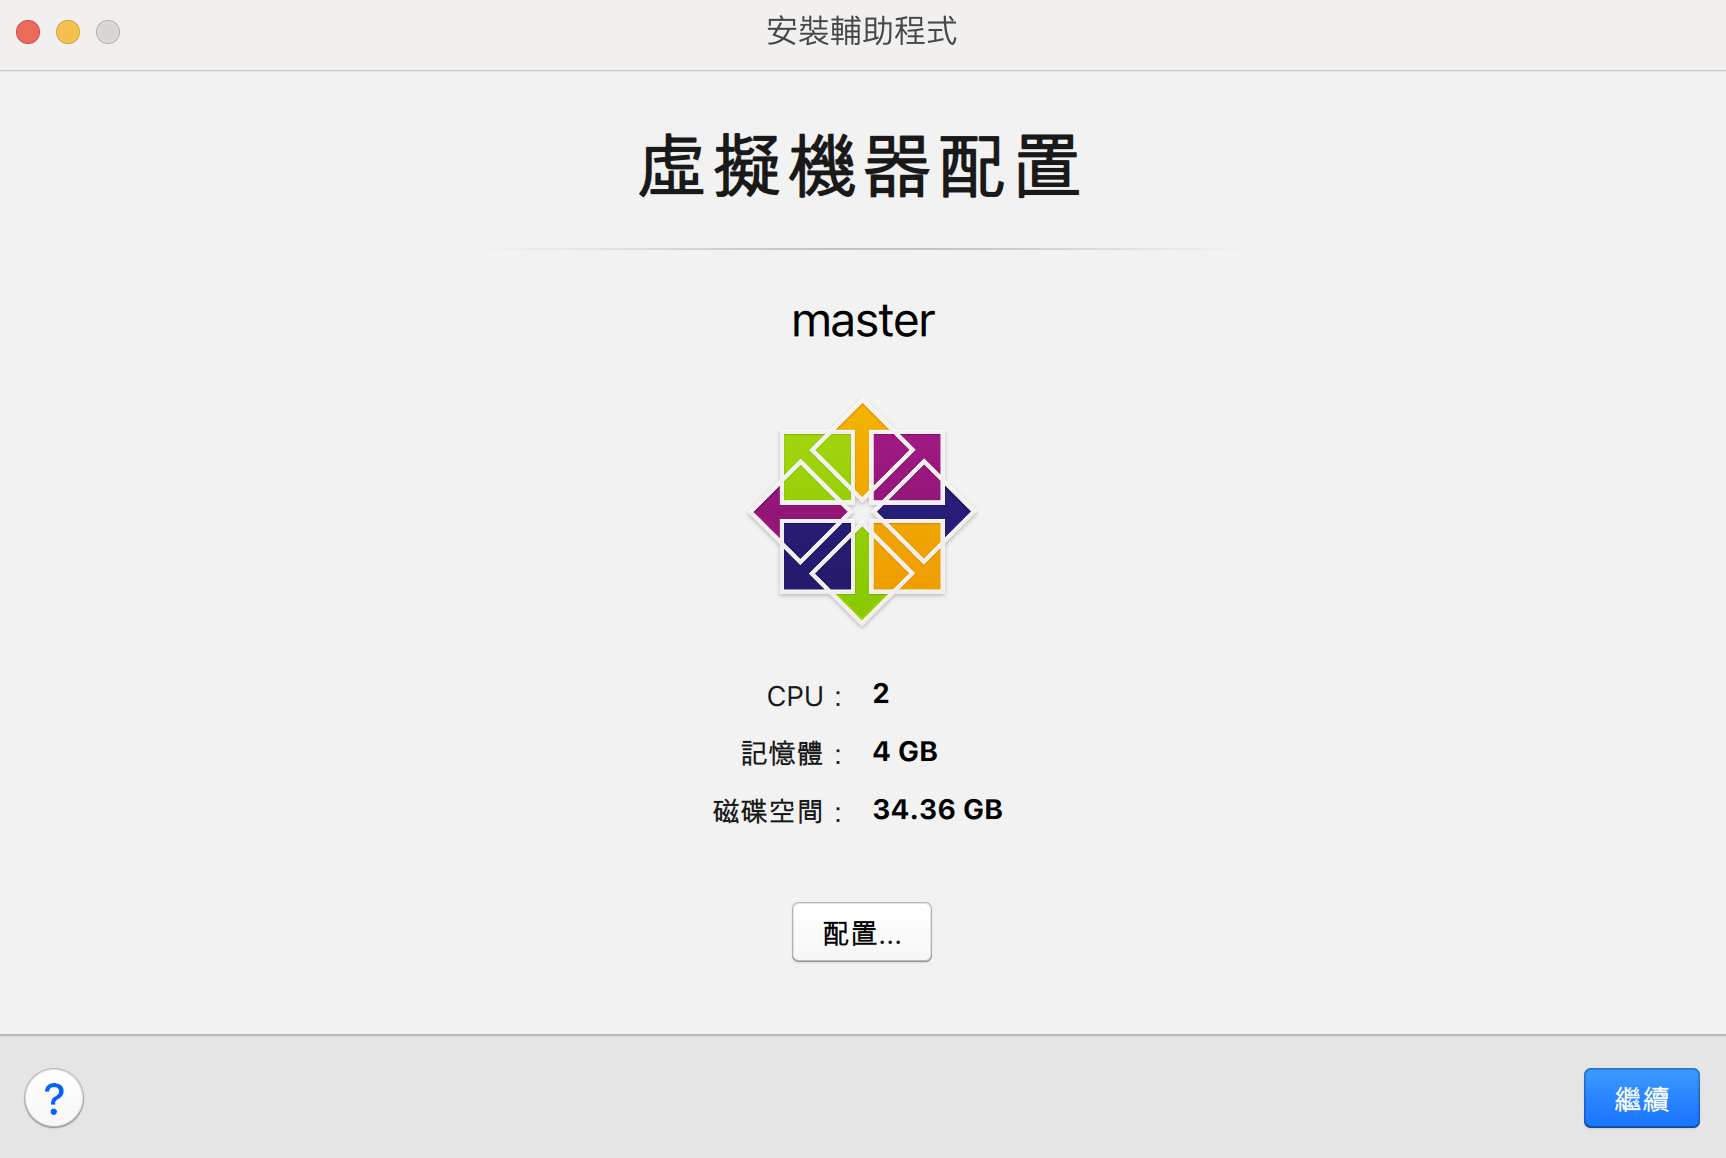 安裝輔助程式
虛擬機器配置
master
CPU： 2
記憶體： 4 GB
磁碟空間： 34.36 GB
配置...
? 繼續